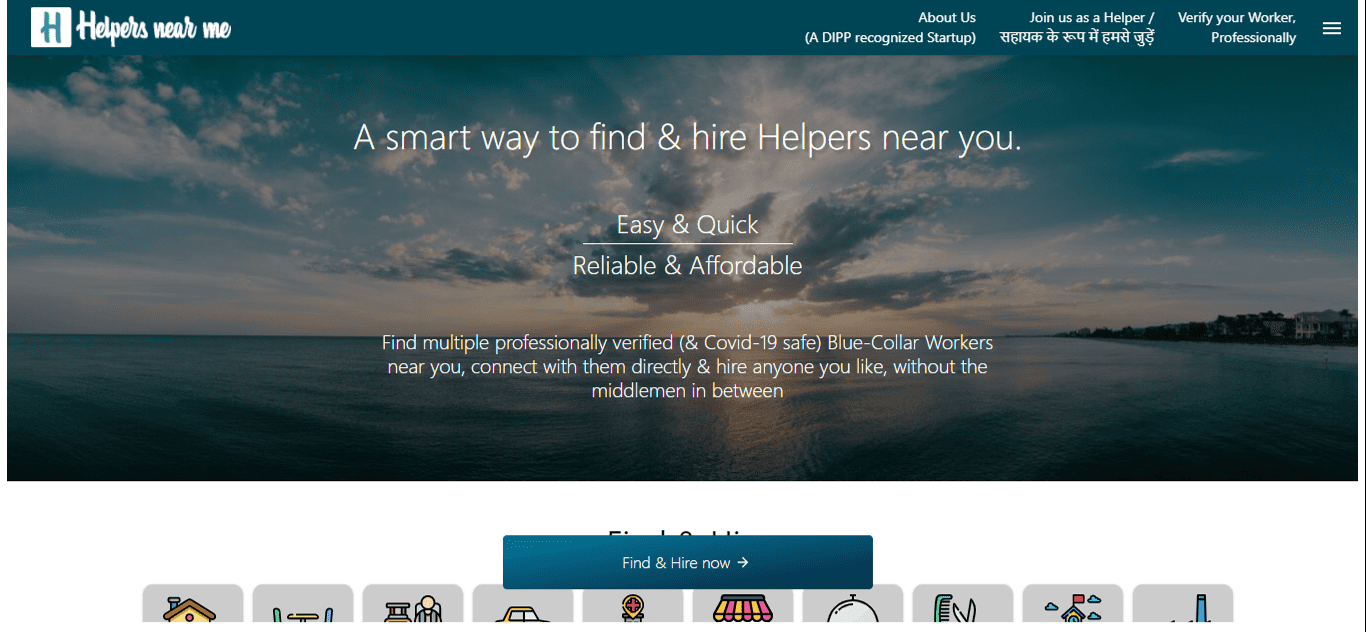 H Helpers near me
About Us
(A DIPP recognized Startup)
Join us as a Helper /
सहायक के रूप में हमसे जुड़ें
Verify your Worker,
Professionally
A smart way to find & hire Helpers near you.
Easy & Quick
Reliable & Affordable
Find multiple professionally verified (& Covid-19 safe) Blue-Collar Workers
near you, connect with them directly & hire anyone you like, without the
middlemen in between
Find & Hire now →